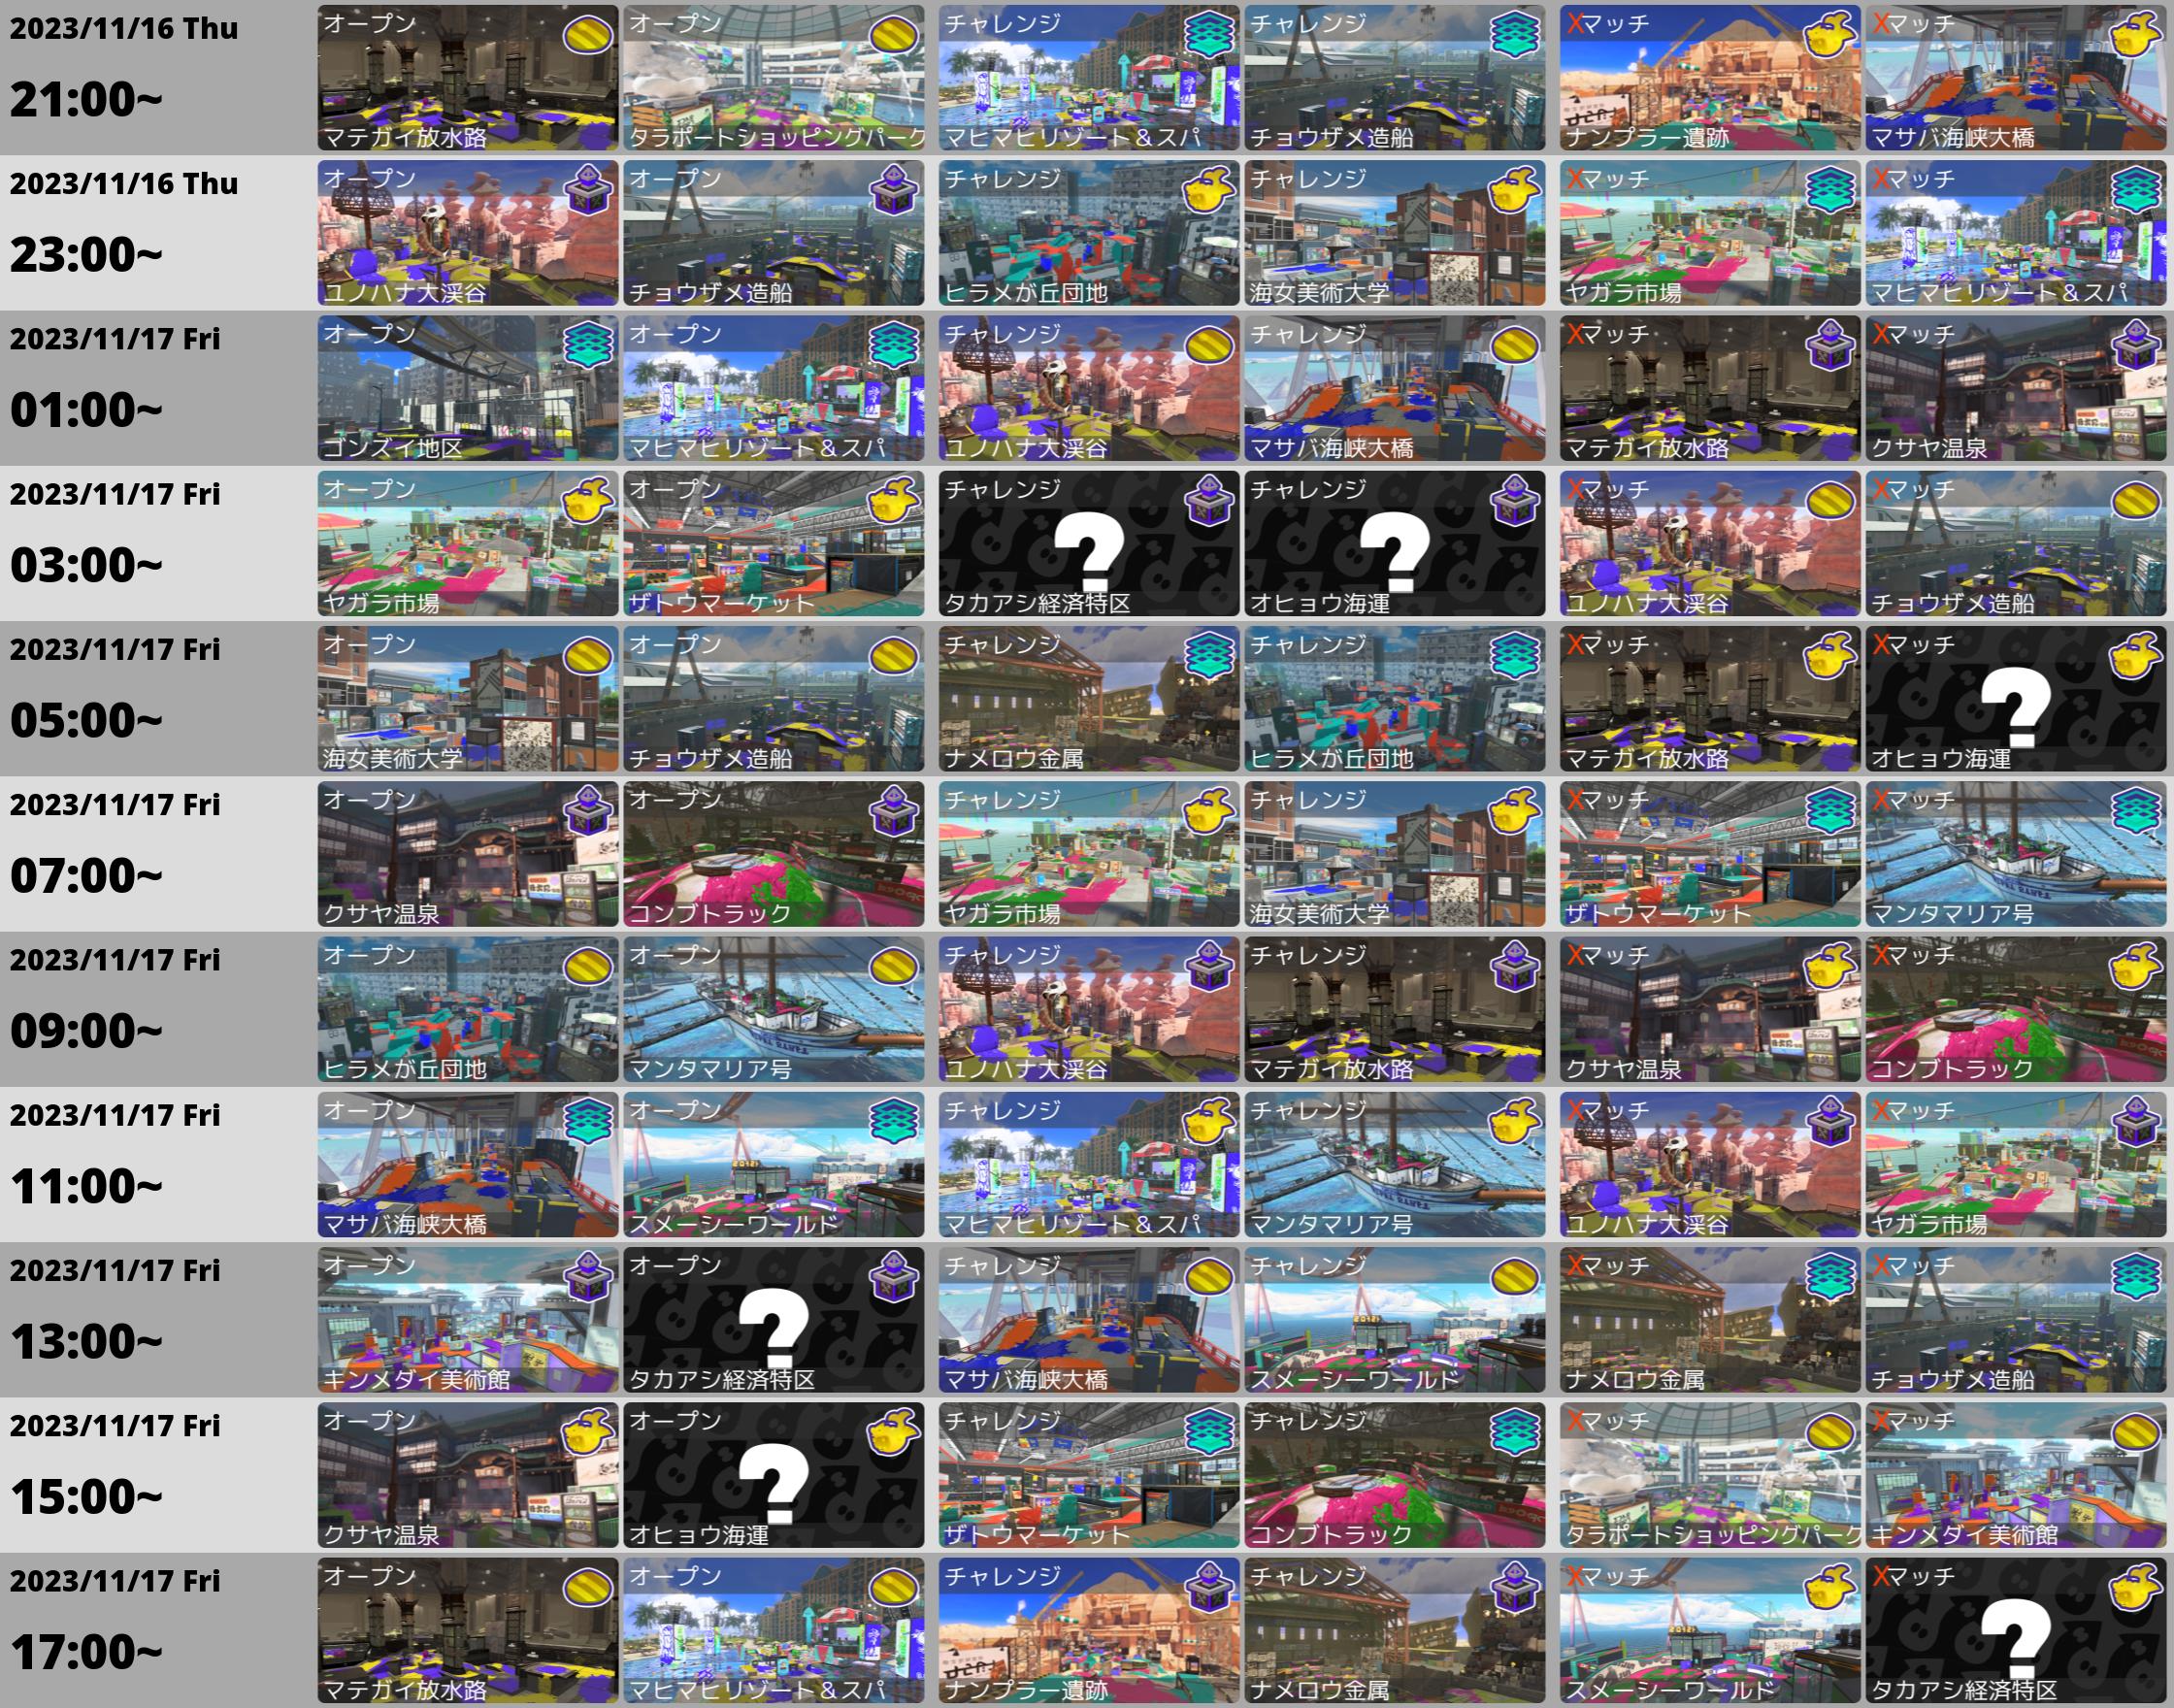 2023/11/16 Thu
21:00~
オープン
マテガイ放水路
オープン
タラポートショッピングパーク
チャレンジ
マヒマヒリゾート＆スパ
チャレンジ
チョウザメ造船
Xマッチ
ナンプラー遺跡
Xマッチ
マサバ海峡大橋
2023/11/16 Thu
23:00~
オープン
ユノハナ大渓谷
オープン
チョウザメ造船
チャレンジ
ヒラメが丘団地
チャレンジ
海女美術大学
Xマッチ
ヤガラ市場
Xマッチ
マヒマヒリゾート＆スパ
2023/11/17 Fri
01:00~
オープン
ゴンズイ地区
オープン
マヒマヒリゾート＆スパ
チャレンジ
ユノハナ大渓谷
チャレンジ
マサバ海峡大橋
Xマッチ
マテガイ放水路
Xマッチ
クサヤ温泉
2023/11/17 Fri
03:00~
オープン
ヤガラ市場
オープン
ザトウマーケット
チャレンジ
?
タカアシ経済特区
チャレンジ
?
オヒョウ海運
Xマッチ
ユノハナ大渓谷
Xマッチ
チョウザメ造船
2023/11/17 Fri
05:00~
オープン
海女美術大学
オープン
チョウザメ造船
チャレンジ
ナメロウ金属
チャレンジ
ヒラメが丘団地
Xマッチ
マテガイ放水路
Xマッチ
?
オヒョウ海運
2023/11/17 Fri
07:00~
オープン
クサヤ温泉
オープン
コンブトラック
チャレンジ
ヤガラ市場
チャレンジ
海女美術大学
Xマッチ
ザトウマーケット
Xマッチ
マンタマリア号
2023/11/17 Fri
09:00~
オープン
ヒラメが丘団地
オープン
マンタマリア号
チャレンジ
ユノハナ大渓谷
チャレンジ
マテガイ放水路
Xマッチ
クサヤ温泉
Xマッチ
コンブトラック
2023/11/17 Fri
11:00~
オープン
マサバ海峡大橋
オープン
スメーシーワールド
チャレンジ
マヒマヒリゾート＆スパ
チャレンジ
マンタマリア号
Xマッチ
ユノハナ大渓谷
Xマッチ
ヤガラ市場
2023/11/17 Fri
13:00~
オープン
キンメダイ美術館
オープン
?
タカアシ経済特区
チャレンジ
マサバ海峡大橋
チャレンジ
スメーシーワールド
Xマッチ
ナメロウ金属
Xマッチ
チョウザメ造船
2023/11/17 Fri
15:00~
オープン
クサヤ温泉
オープン
?
オヒョウ海運
チャレンジ
ザトウマーケット
チャレンジ
コンブトラック
Xマッチ
タラポートショッピングパーク
Xマッチ
キンメダイ美術館
2023/11/17 Fri
17:00~
オープン
マテガイ放水路
オープン
マヒマヒリゾート＆スパ
チャレンジ
ナンプラー遺跡
チャレンジ
ナメロウ金属
Xマッチ
スメーシーワールド
Xマッチ
?
タカアシ経済特区